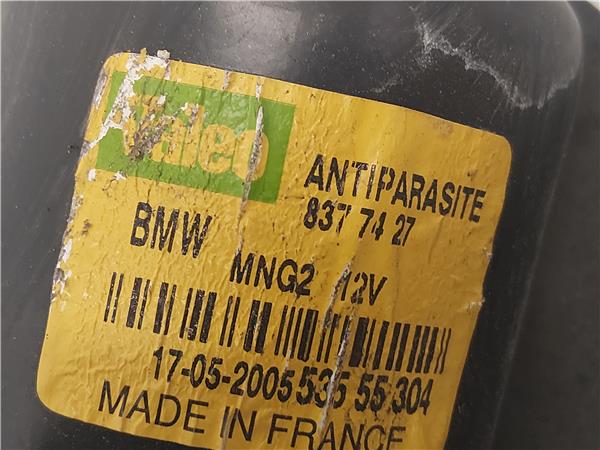 Valeo
ANTIPARASITE
837 74 27
BMW
MNG2 12V
17-05-2005 535 55 304
MADE IN FRANCE